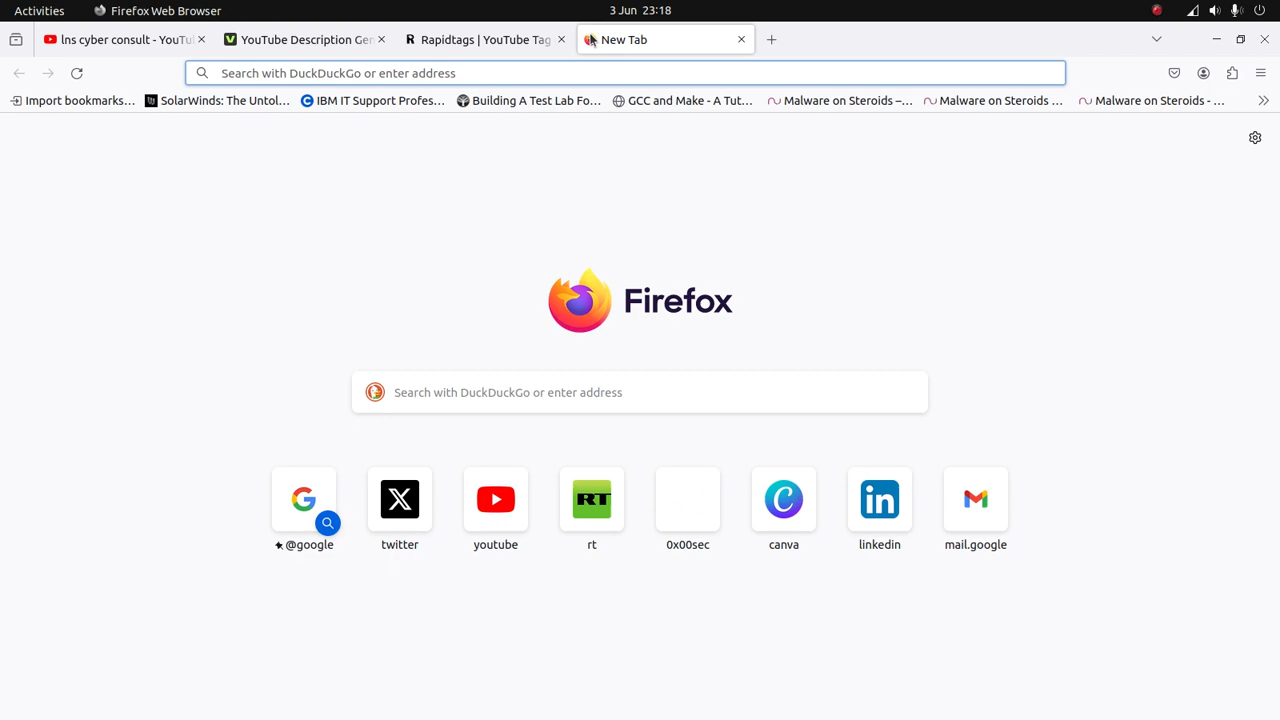 Activities Firefox Web Browser 3 Jun 23:18
lns cyber consult - YouTu YouTube Description Gen Rapidtags | YouTube Tag New Tab
Search with DuckDuckGo or enter address
Import bookmarks... SolarWinds: The Untol... IBM IT Support Profes... Building A Test Lab Fo... GCC and Make - A Tut... Malware on Steroids –... Malware on Steroids ... Malware on Steroids - ...
Firefox
Search with DuckDuckGo or enter address
RT
@google twitter youtube rt 0x00sec canva linkedin mail.google